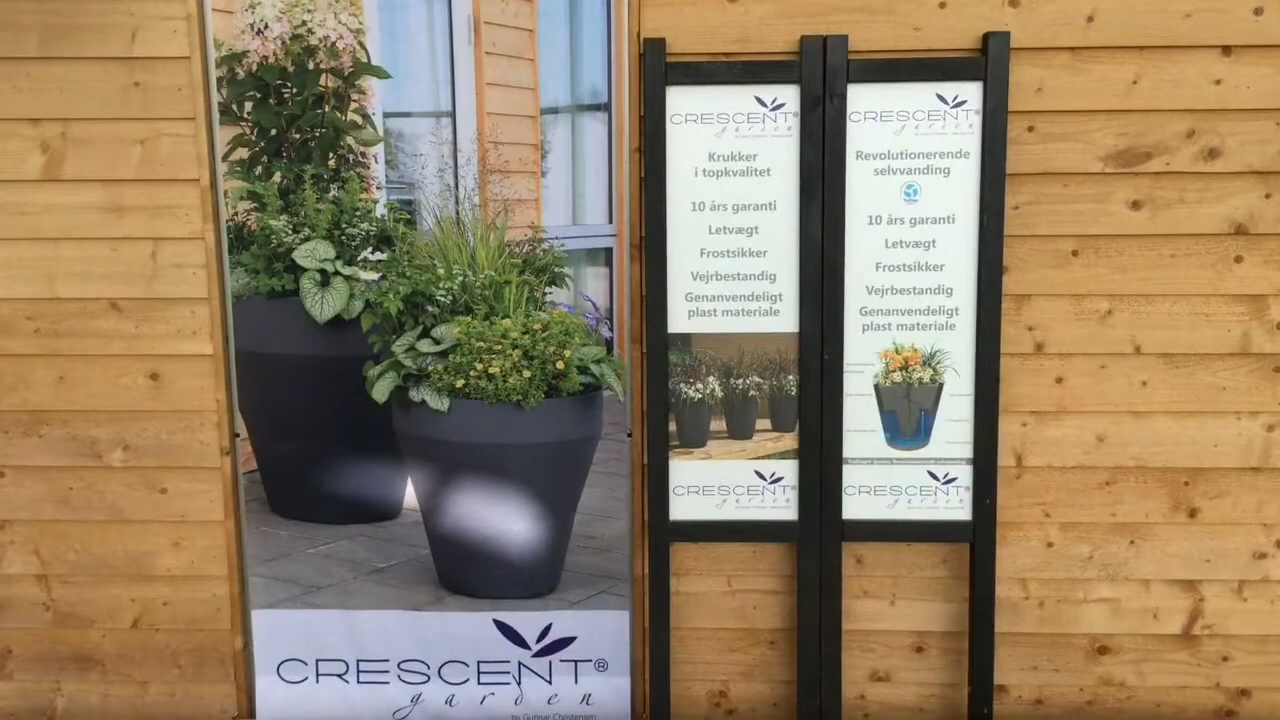 CRESCENT®
garden
by Gunnar Christensen
CRESCENT®
garden
Krukker
i topkvalitet
10 års garanti
Letvægt
Frostsikker
Vejrbestandig
Genanvendeligt
plast materiale
CRESCENT®
garden
CRESCENT®
garden
Revolutionerende
selvvanding
10 års garanti
Letvægt
Frostsikker
Vejrbestandig
Genanvendeligt
plast materiale
CRESCENT®
garden